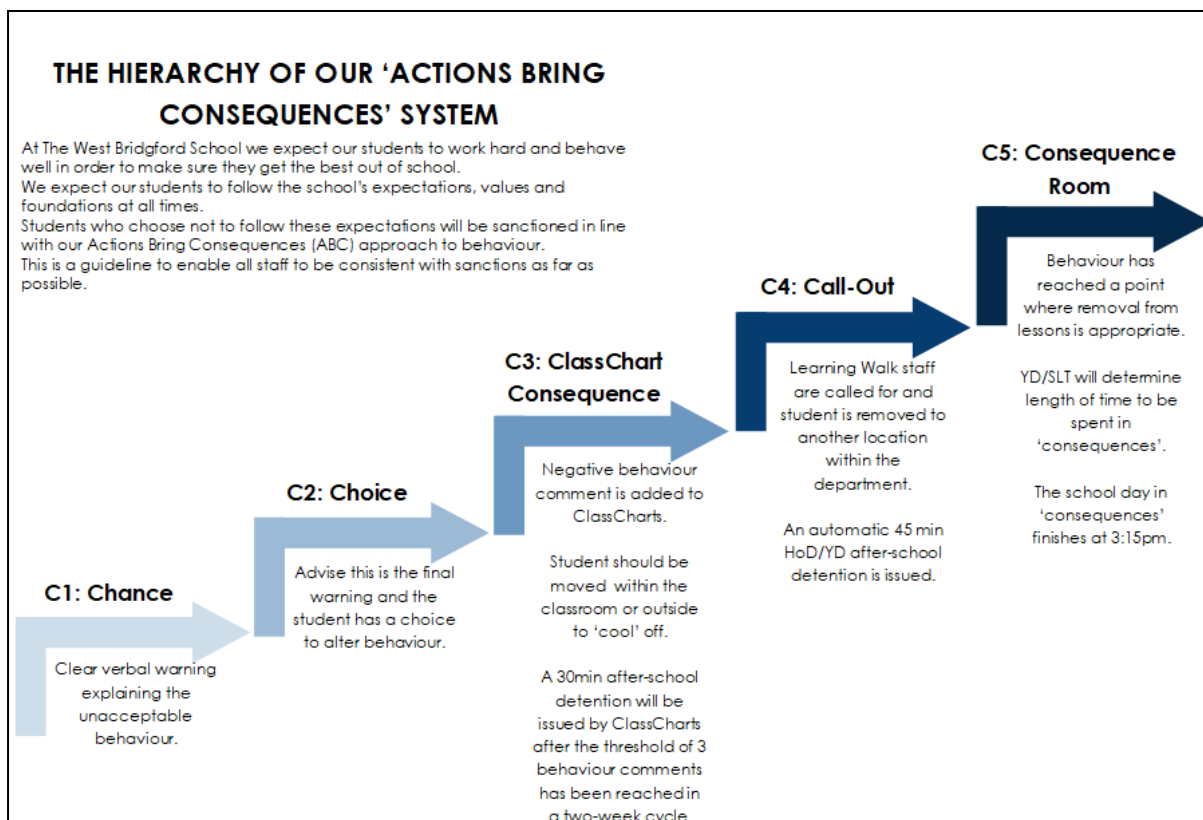 THE HIERARCHY OF OUR ‘ACTIONS BRING
CONSEQUENCES’ SYSTEM
At The West Bridgford School we expect our students to work hard and behave
well in order to make sure they get the best out of school.
We expect our students to follow the school’s expectations, values and
foundations at all times.
Students who choose not to follow these expectations will be sanctioned in line
with our Actions Bring Consequences (ABC) approach to behaviour.
This is a guideline to enable all staff to be consistent with sanctions as far as
possible.
C1: Chance
Clear verbal warning
explaining the
unacceptable
behaviour.
C2: Choice
Advise this is the final
warning and the
student has a choice
to alter behaviour.
C3: ClassChart
Consequence
Negative behaviour
comment is added to
ClassCharts.
Student should be
moved within the
classroom or outside
to ‘cool’ off.
A 30min after-school
detention will be
issued by ClassCharts
after the threshold of 3
behaviour comments
has been reached in
a two-week cycle
C4: Call-Out
Learning Walk staff
are called for and
student is removed to
another location
within the
department.
An automatic 45 min
HoD/YD after-school
detention is issued.
C5: Consequence
Room
Behaviour has
reached a point
where removal from
lessons is appropriate.
YD/SLT will determine
length of time to be
spent in
‘consequences’.
The school day in
‘consequences’
finishes at 3:15pm.